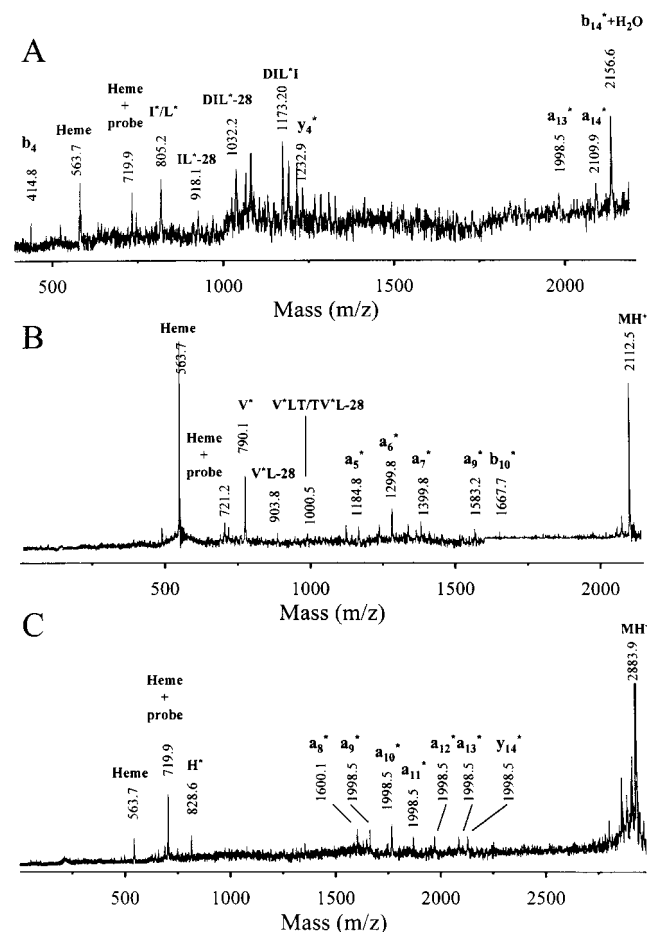 A
b4
414.8
Heme
563.7
Heme
+
probe
719.9
I*/L*
805.2
IL*-28
918.1
DIL*-28
1032.2
DIL*I
1173.20
y4*
1232.9
a13*
1998.5
a14*
2109.9
b14*+H2O
2156.6
500
1000
1500
2000
Mass (m/z)
B
Heme
563.7
Heme
+
probe
721.2
V*
790.1
V*L-28
903.8
V*LT/TV*L-28
1000.5
a5*
1184.8
a6*
1299.8
a7*
1399.8
a9*
1583.2
b10*
1667.7
MH+
2112.5
500
1000
1500
2000
Mass (m/z)
C
Heme
563.7
Heme
+
probe
719.9
H*
828.6
a8*
1600.1
a9*
1998.5
a10*
1998.5
a11*
1998.5
a12*
1998.5
a13*
1998.5
y14*
1998.5
MH+
2883.9
500
1000
1500
2000
2500
Mass (m/z)